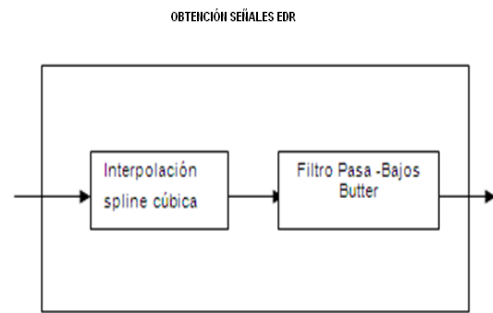 OBTENCIÓN SEÑALES EDR
Interpolación
spline cúbica
Filtro Pasa -Bajos
Butter